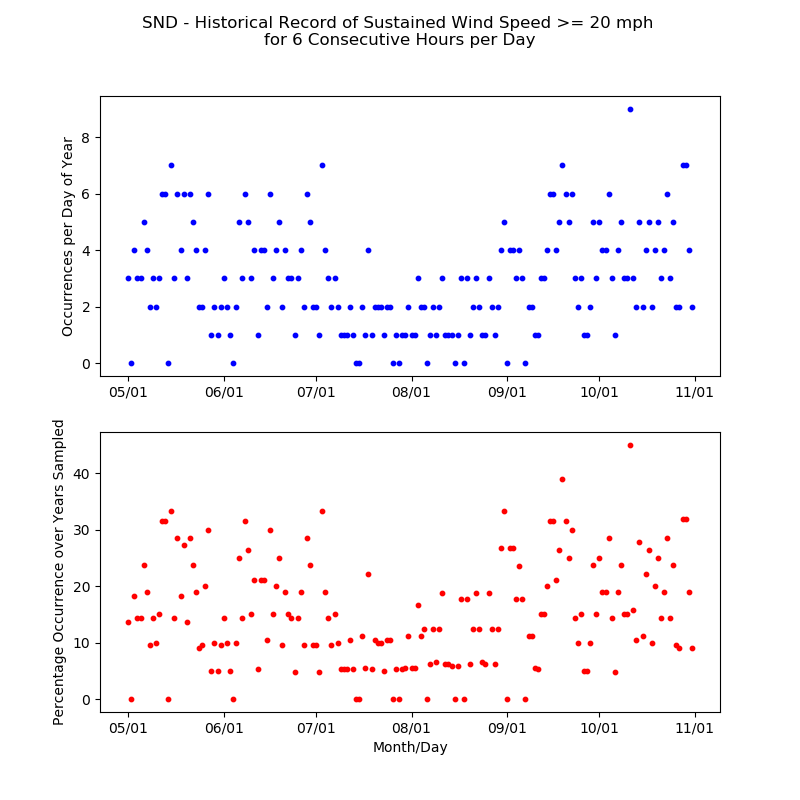 SND - Historical Record of Sustained Wind Speed >= 20 mph
for 6 Consecutive Hours per Day
Occurrences per Day of Year
8
6
4
2
0
05/01 06/01 07/01 08/01 09/01 10/01 11/01
Percentage Occurrence over Years Sampled
40
30
20
10
0
05/01 06/01 07/01 08/01 09/01 10/01 11/01
Month/Day